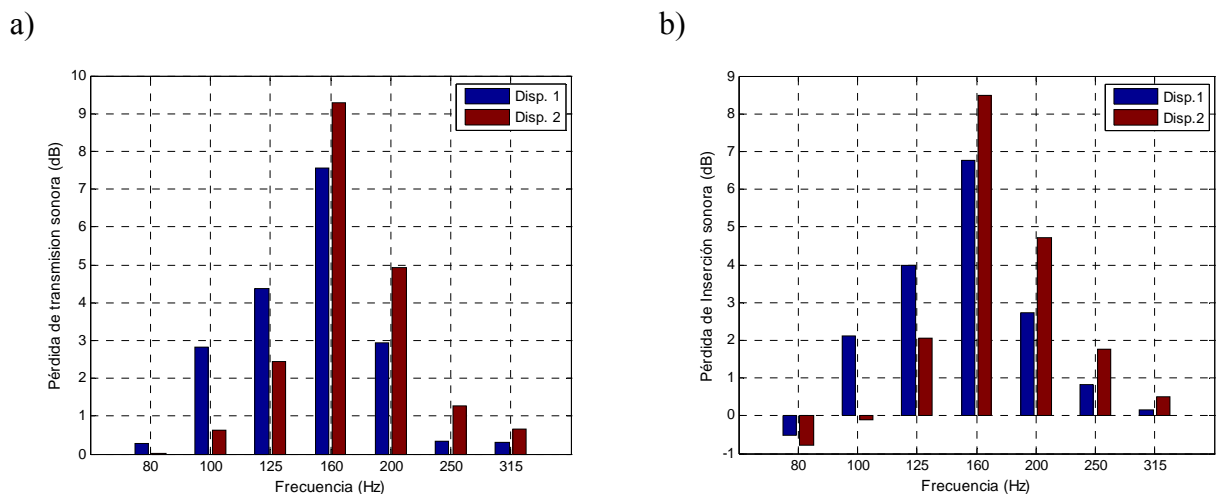 a)
Pérdida de transmision sonora (dB)
10
9
8
7
6
5
4
3
2
1
0
Disp. 1
Disp. 2
80 100 125 160 200 250 315
Frecuencia (Hz)
b)
Pérdida de Inserción sonora (dB)
9
8
7
6
5
4
3
2
1
0
-1
Disp.1
Disp.2
80 100 125 160 200 250 315
Frecuencia (Hz)